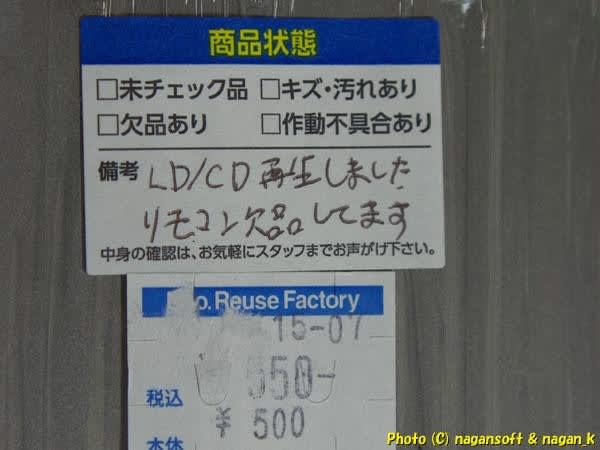 商品状態
□未チェック品 □キズ・汚れあり
□欠品あり □作動不具合あり
備考 LD/CD 再生しました
リモコン欠品してます
中身の確認は、お気軽にスタッフまでお声がけ下さい。
o. Reuse Factory
15-07
税込 550-
¥ 500
本体
Photo (C) nagansoft & nagan_k